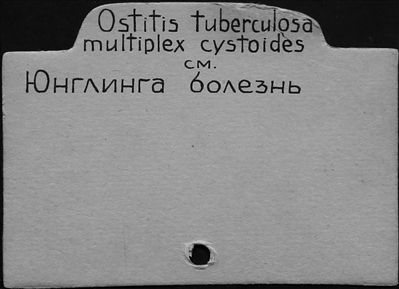 Ostitis tuberculosa
multiplex cystoides
см.
Юнглинга болезнь